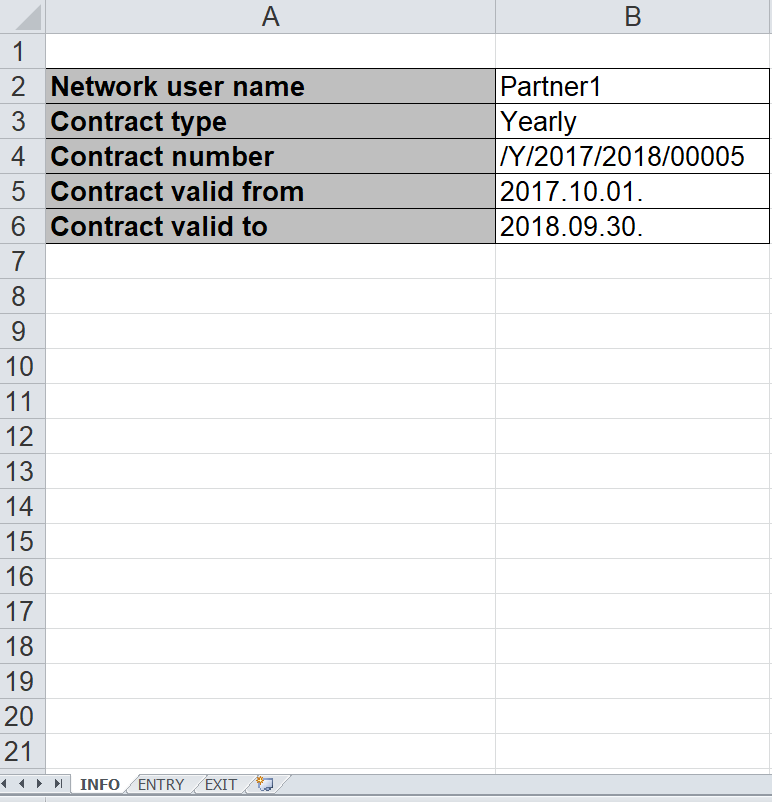 A B
1
2 Network user name Partner1
3 Contract type Yearly
4 Contract number /Y/2017/2018/00005
5 Contract valid from 2017.10.01.
6 Contract valid to 2018.09.30.
7
8
9
10
11
12
13
14
15
16
17
18
19
20
21
INFO ENTRY EXIT